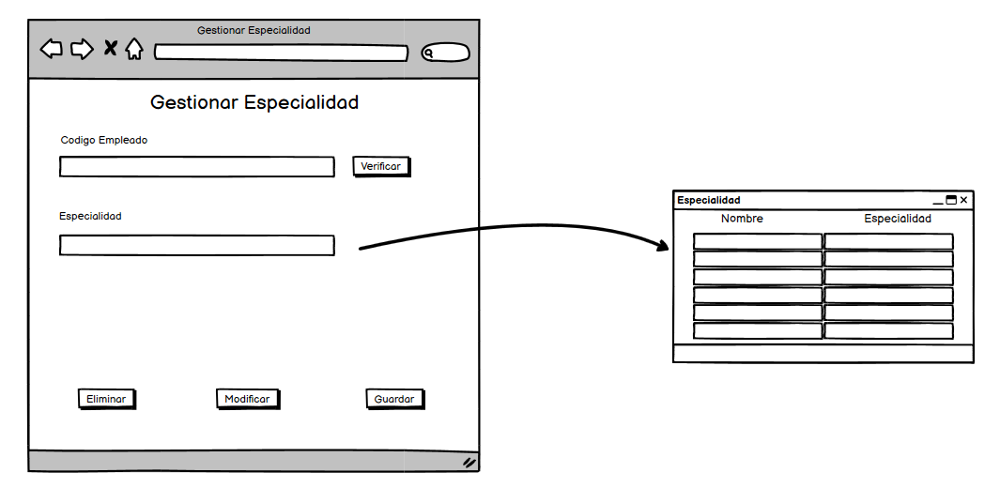 Gestionar Especialidad
Gestionar Especialidad
Codigo Empleado
Verificar
Especialidad
Eliminar
Modificar
Guardar
Especialidad
Nombre Especialidad